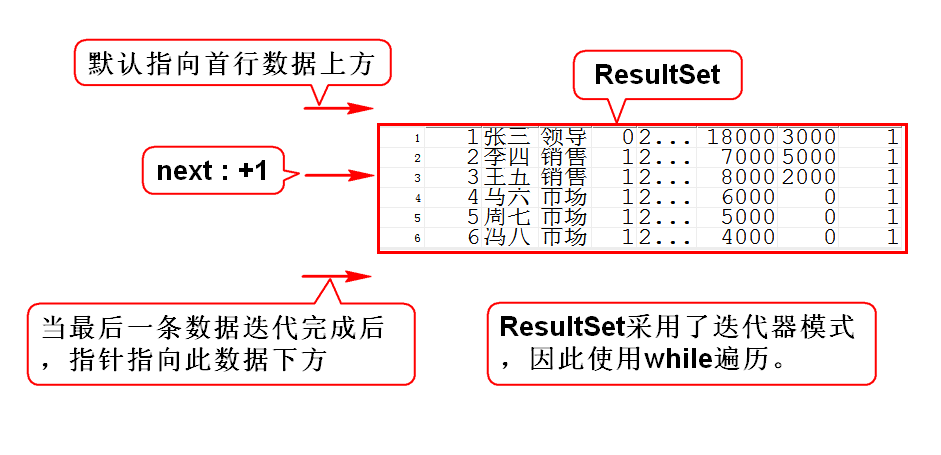 默认指向首行数据上方
ResultSet
1 1 张三 领导 0 2... 18000 3000 1
2 2 李四 销售 1 2... 7000 5000 1
3 3 王五 销售 1 2... 8000 2000 1
4 4 马六 市场 1 2... 6000 0 1
5 5 周七 市场 1 2... 5000 0 1
6 6 冯八 市场 1 2... 4000 0 1
next：+1
当最后一条数据迭代完成后
，指针指向此数据下方
ResultSet采用了迭代器模式
，因此使用while遍历。